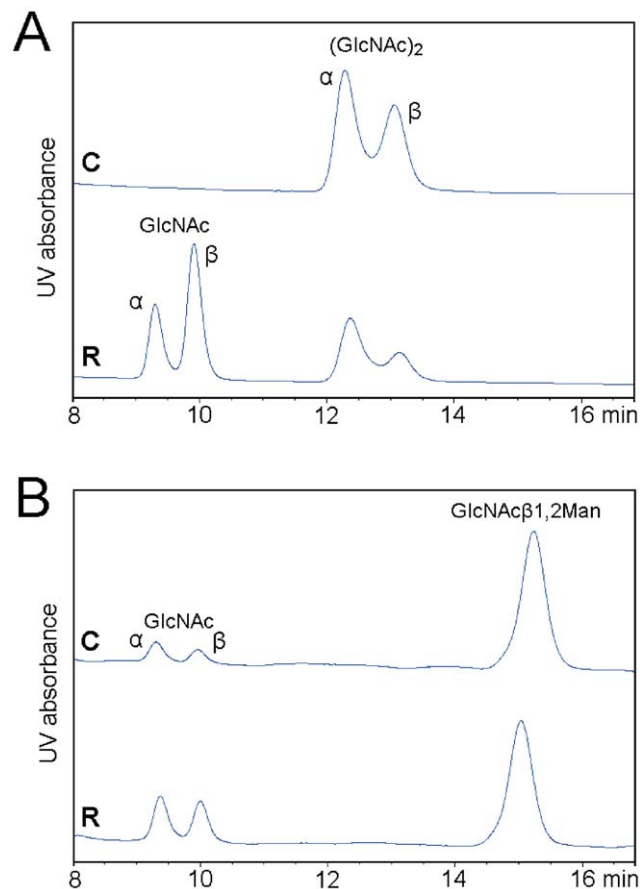 A
(GlcNAc)₂
α
β
C
GlcNAc
α
β
R
UV absorbance
8 10 12 14 16 min
B
GlcNAcβ1,2Man
GlcNAc
α
β
C
R
UV absorbance
8 10 12 14 16 min